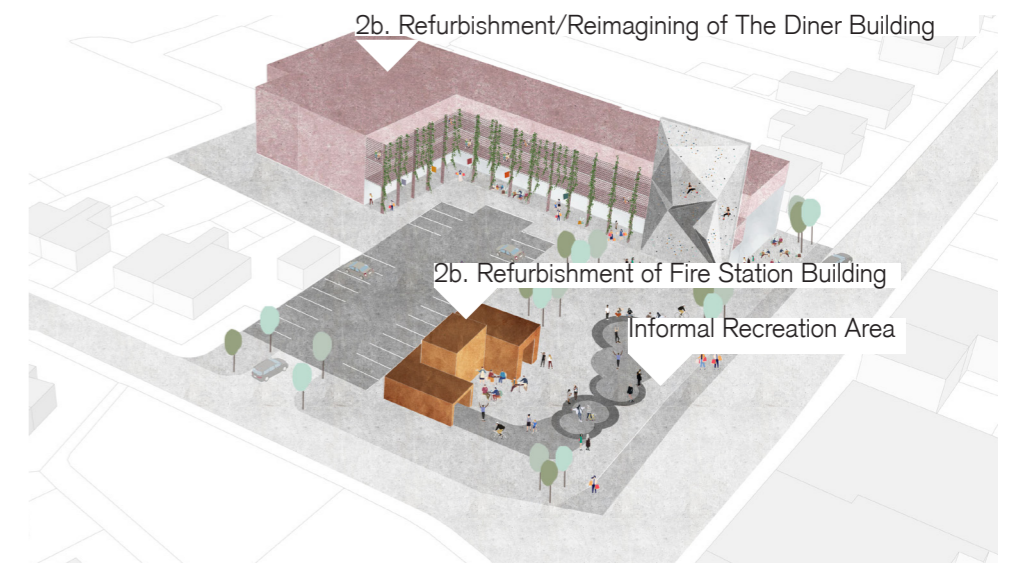 2b. Refurbishment/Reimagining of The Diner Building
2b. Refurbishment of Fire Station Building
Informal Recreation Area